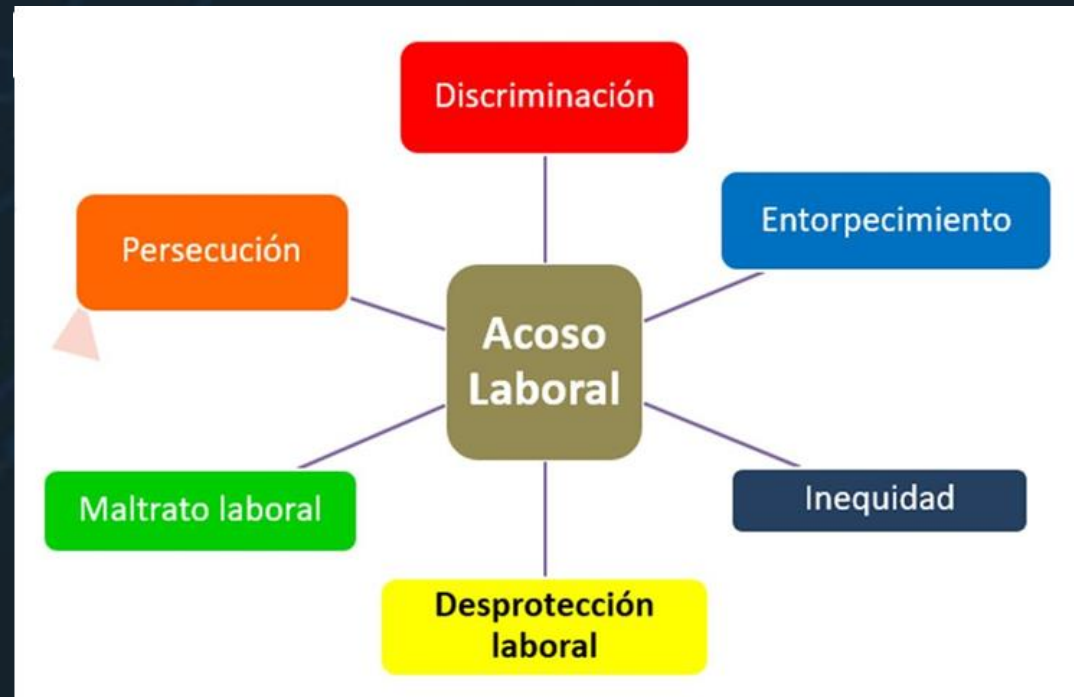 Discriminación
Entorpecimiento
Persecución
Acoso
Laboral
Maltrato laboral
Inequidad
Desprotección
laboral